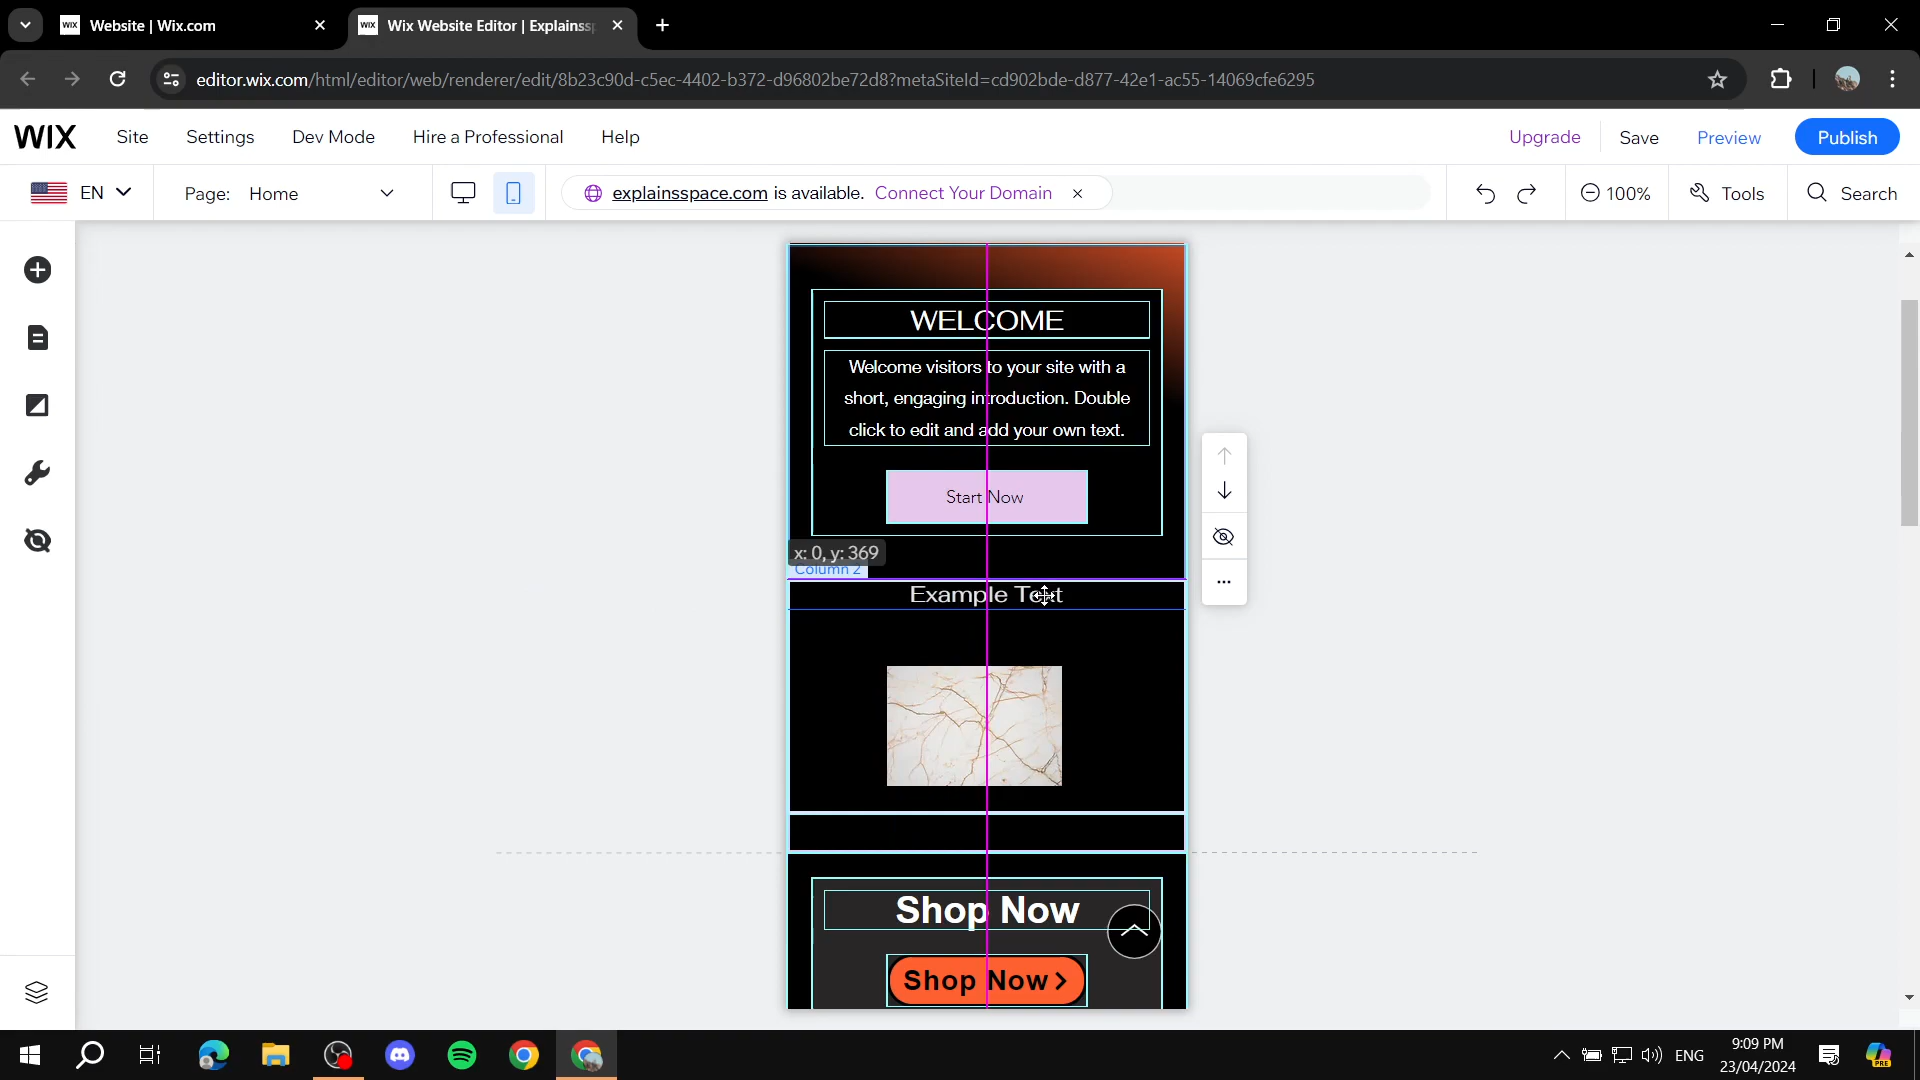 Website | Wix.com
Wix Website Editor | Explainssp
editor.wix.com/html/editor/web/renderer/edit/8b23c90d-c5ec-4402-b372-d96802be72d8?metaSiteId=cd902bde-d877-42e1-ac55-14069cfe6295
WIX Site Settings Dev Mode Hire a Professional Help Upgrade Save Preview Publish
EN Page: Home explainsspace.com is available. Connect Your Domain 100% Tools Search
WELCOME
Welcome visitors to your site with a
short, engaging introduction. Double
click to edit and add your own text.
Start Now
x: 0, y: 369
Column 2
Example Text
Shop Now
Shop Now
ENG
9:09 PM
23/04/2024
PRE